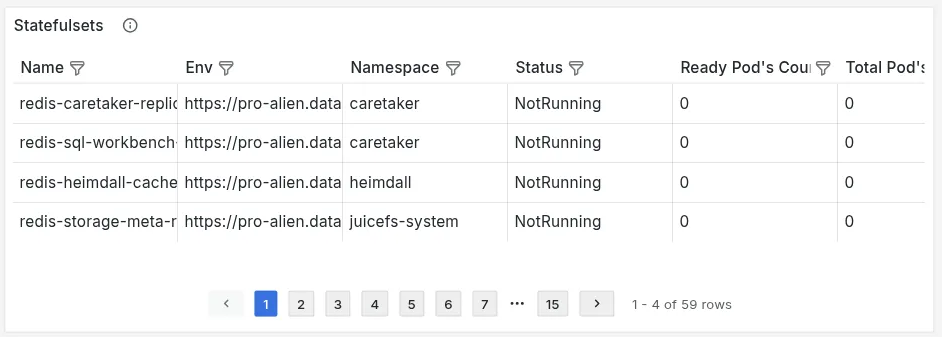 Statefulsets
Name Env Namespace Status Ready Pod's Cou Total Pod's
redis-caretaker-replic https://pro-alien.data caretaker NotRunning 0 0
redis-sql-workbench- https://pro-alien.data caretaker NotRunning 0 0
redis-heimdall-cache https://pro-alien.data heimdall NotRunning 0 0
redis-storage-meta-r https://pro-alien.data juicefs-system NotRunning 0 0
‹ 1 2 3 4 5 6 7 ••• 15 › 1 - 4 of 59 rows